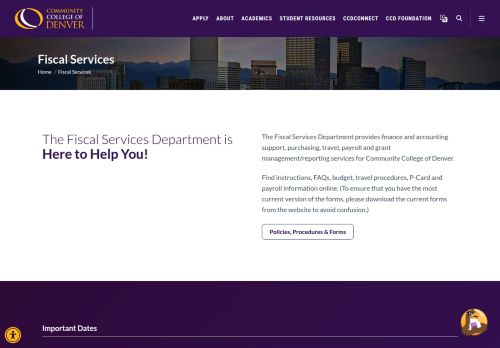 COMMUNITY
COLLEGE OF
DENVER
APPLY ABOUT ACADEMICS STUDENT RESOURCES CCDCONNECT CCD FOUNDATION
Fiscal Services
Home / Fiscal Services
The Fiscal Services Department is
Here to Help You!
The Fiscal Services Department provides finance and accounting
support, purchasing, travel, payroll and grant
management/reporting services for Community College of Denver.
Find instructions, FAQs, budget, travel procedures, P-Card and
payroll information online. (To ensure that you have the most
current version of the forms, please download the current forms
from the website to avoid confusion.)
Policies, Procedures & Forms
Important Dates